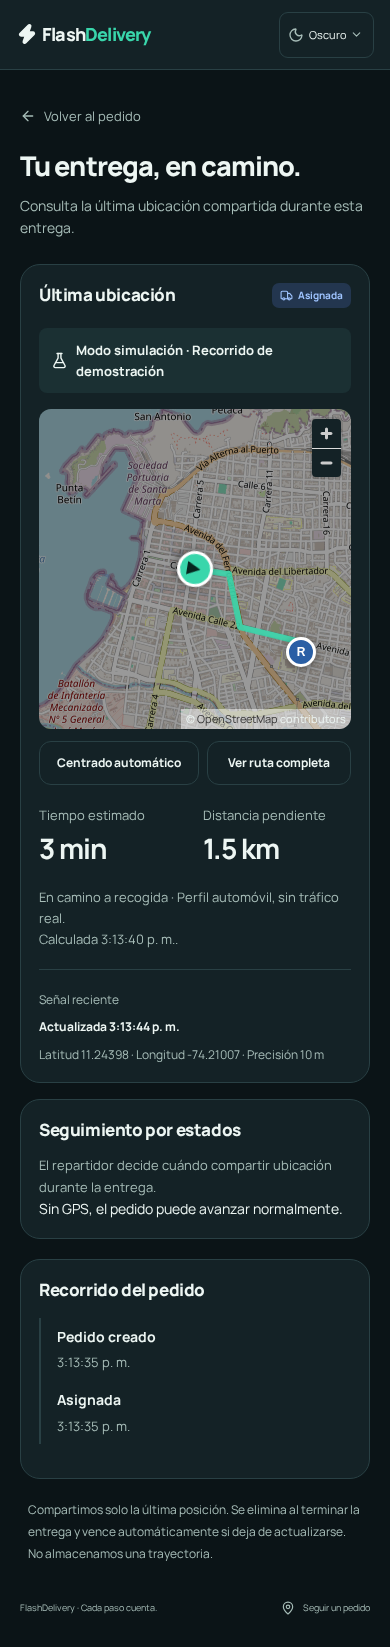 FlashDelivery
Oscuro
Volver al pedido
Tu entrega, en camino.
Consulta la última ubicación compartida durante esta
entrega.
Última ubicación
Asignada
Modo simulación · Recorrido de
demostración
San Antonio
Petaca
Sociedad
Portuaria
de Santa
Marta
Vía Alterna al Puerto
Punta
Betín
Carrera 5
Calle 6
Carrera 11
Carrera 16
Carrera 1
Avenida del Fer
Avenida del Libertador
Avenida Calle 22
R
Avenida
Batallón
de Infantería
Mecanizado
N° 5 General
Carrera 4
Avenida del
© OpenStreetMap contributors
Centrado automático
Ver ruta completa
Tiempo estimado
Distancia pendiente
3 min
1.5 km
En camino a recogida · Perfil automóvil, sin tráfico
real.
Calculada 3:13:40 p. m..
Señal reciente
Actualizada 3:13:44 p. m.
Latitud 11.24398 · Longitud -74.21007 · Precisión 10 m
Seguimiento por estados
El repartidor decide cuándo compartir ubicación
durante la entrega.
Sin GPS, el pedido puede avanzar normalmente.
Recorrido del pedido
Pedido creado
3:13:35 p. m.
Asignada
3:13:35 p. m.
Compartimos solo la última posición. Se elimina al terminar la
entrega y vence automáticamente si deja de actualizarse.
No almacenamos una trayectoria.
FlashDelivery · Cada paso cuenta.
Seguir un pedido